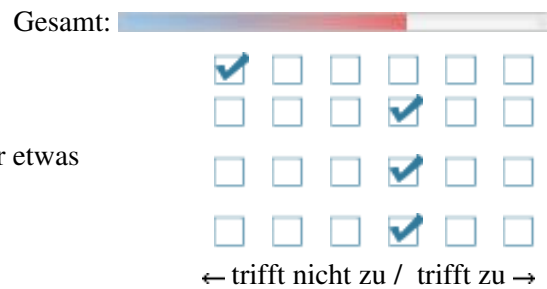 Gesamt:
r etwas
← trifft nicht zu / trifft zu →